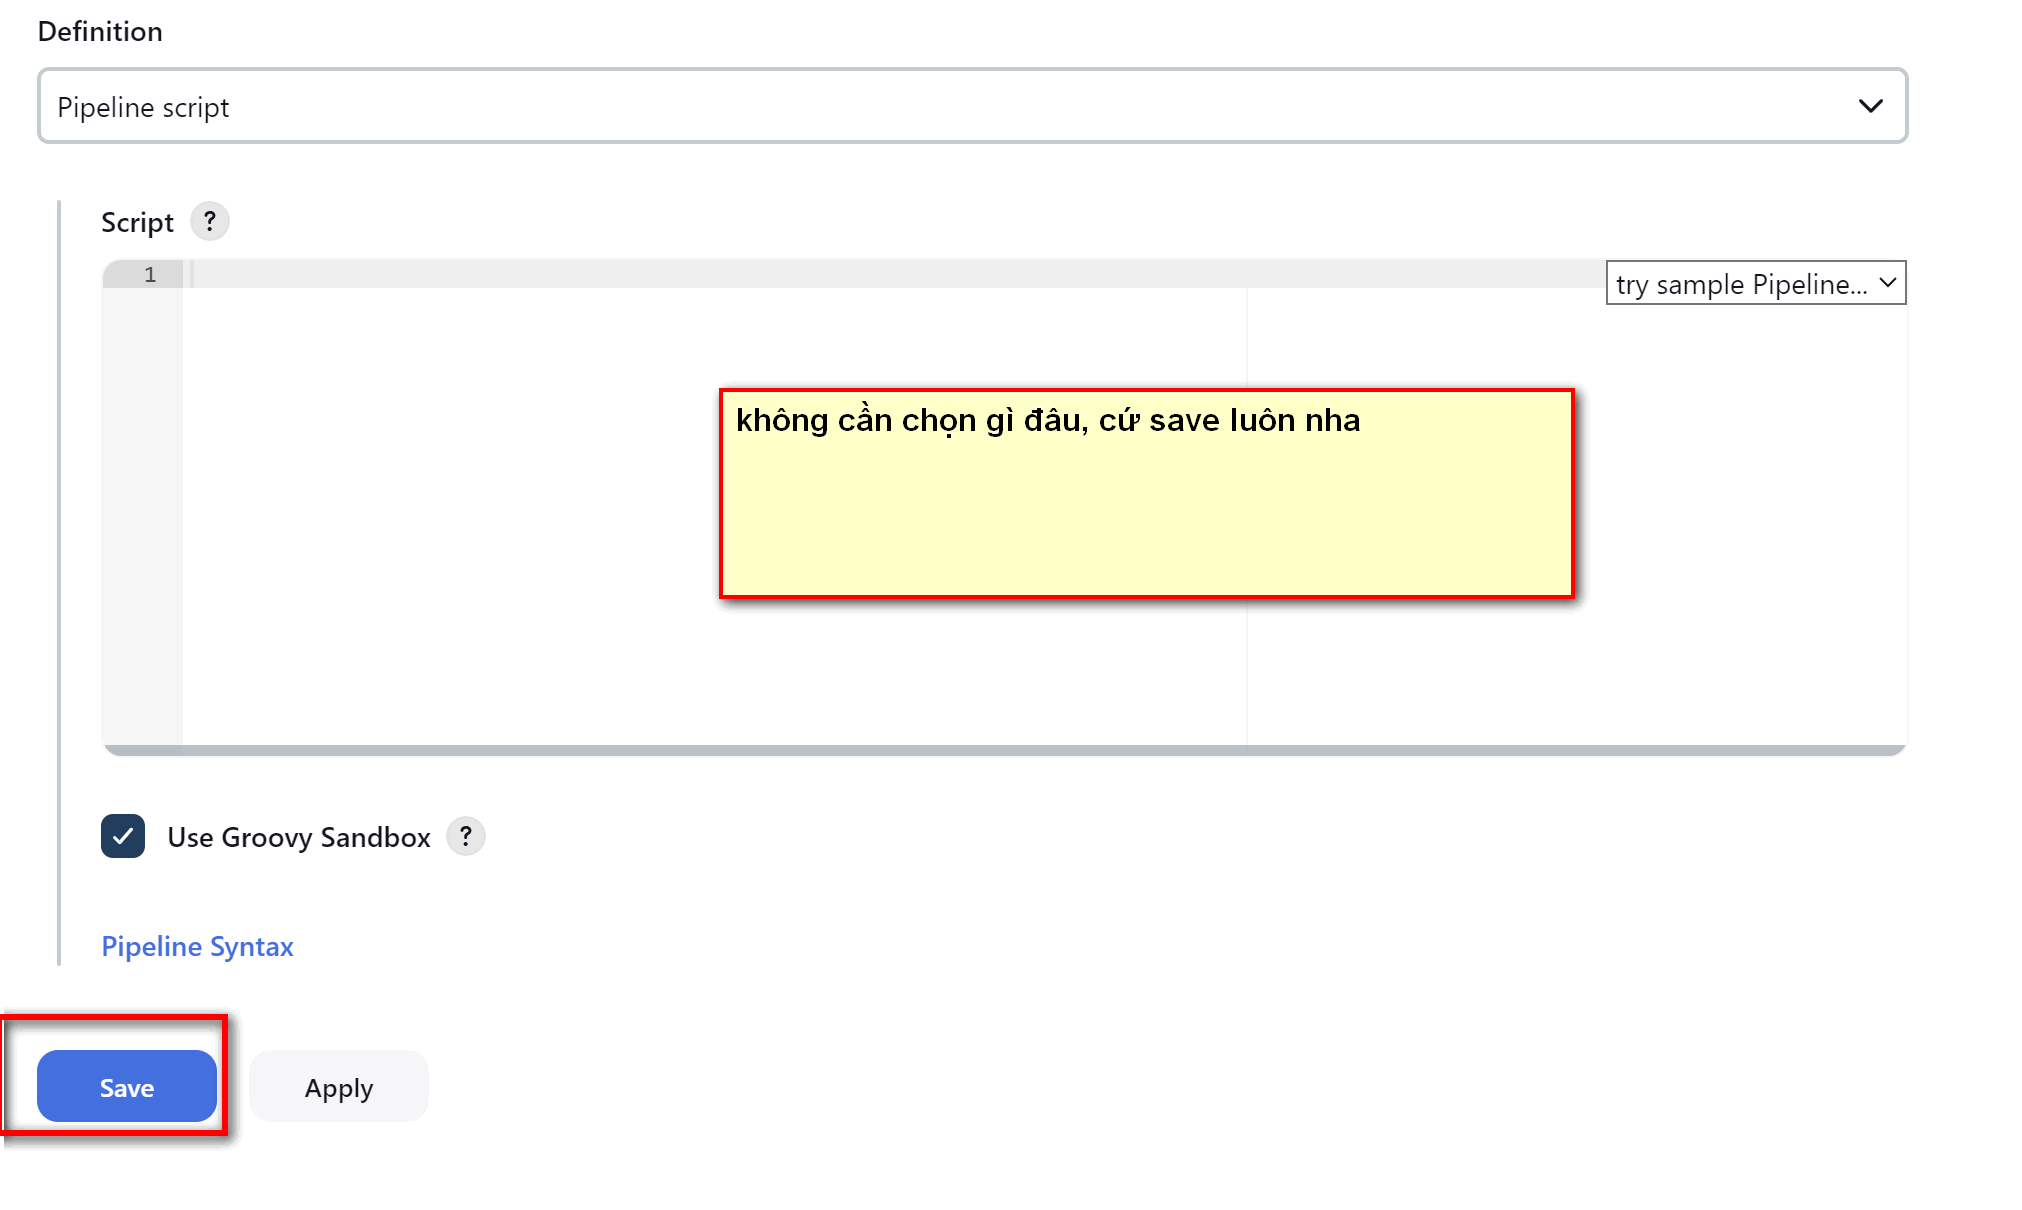 Definition
Pipeline script
Script ?
1
try sample Pipeline...
không cần chọn gì đâu, cứ save luôn nha
Use Groovy Sandbox ?
Pipeline Syntax
Save Apply